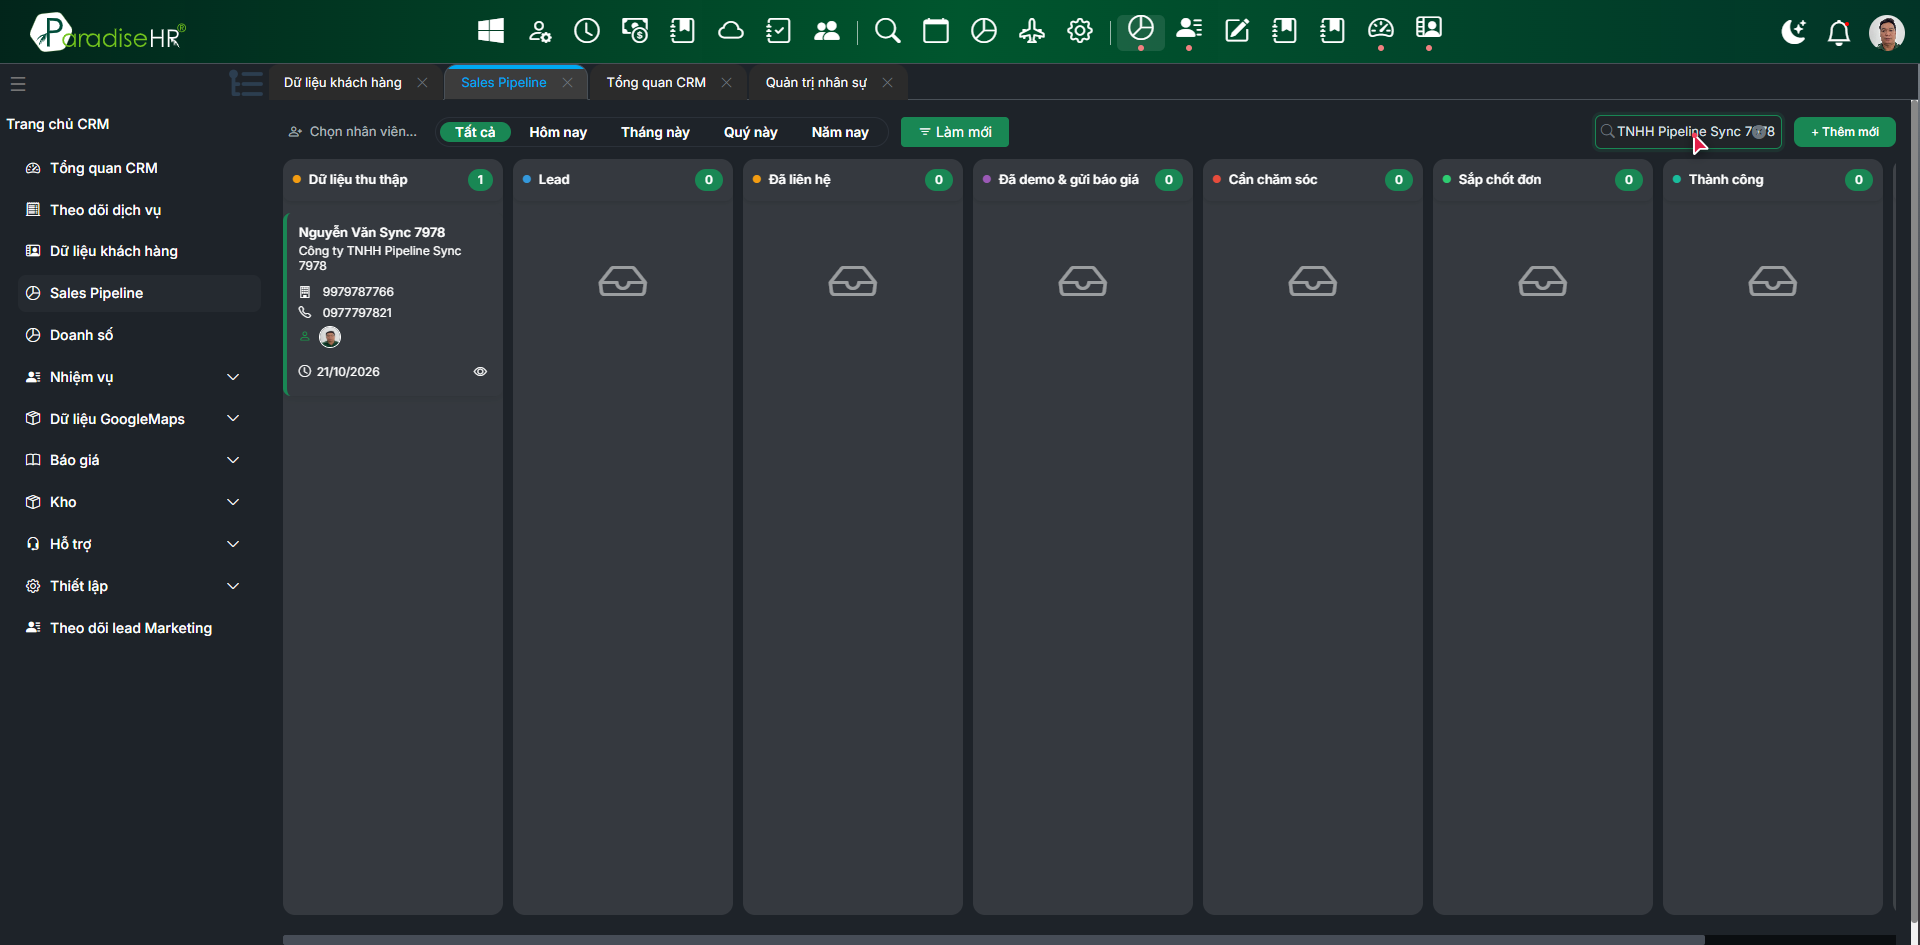 ParadiseHR®
Dữ liệu khách hàng
Sales Pipeline
Tổng quan CRM
Quản trị nhân sự
Trang chủ CRM
Tổng quan CRM
Theo dõi dịch vụ
Dữ liệu khách hàng
Sales Pipeline
Doanh số
Nhiệm vụ
Dữ liệu GoogleMaps
Báo giá
Kho
Hỗ trợ
Thiết lập
Theo dõi lead Marketing
Chọn nhân viên...
Tất cả
Hôm nay
Tháng này
Quý này
Năm nay
Làm mới
TNHH Pipeline Sync 7978
+ Thêm mới
Dữ liệu thu thập 1
Lead 0
Đã liên hệ 0
Đã demo & gửi báo giá 0
Cần chăm sóc 0
Sắp chốt đơn 0
Thành công 0
Nguyễn Văn Sync 7978
Công ty TNHH Pipeline Sync
7978
9979787766
0977797821
21/10/2026